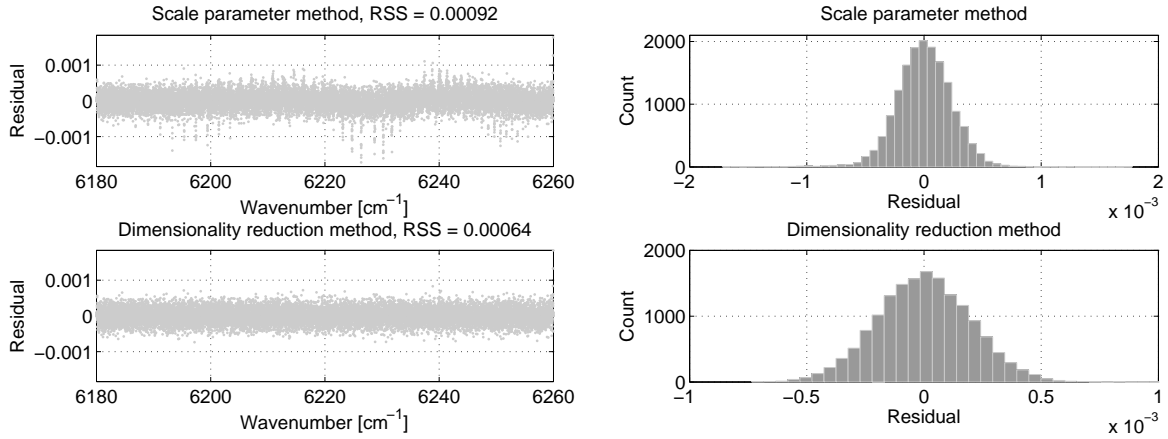 Scale parameter method, RSS = 0.00092
Residual
0.001
0
−0.001
6180 6200 6220 6240 6260
Wavenumber [cm−1]
Scale parameter method
Count
2000
1000
0
−2 −1 0 1 2
Residual
x 10−3
Dimensionality reduction method, RSS = 0.00064
Residual
0.001
0
−0.001
6180 6200 6220 6240 6260
Wavenumber [cm−1]
Dimensionality reduction method
Count
2000
1000
0
−1 −0.5 0 0.5 1
Residual
x 10−3